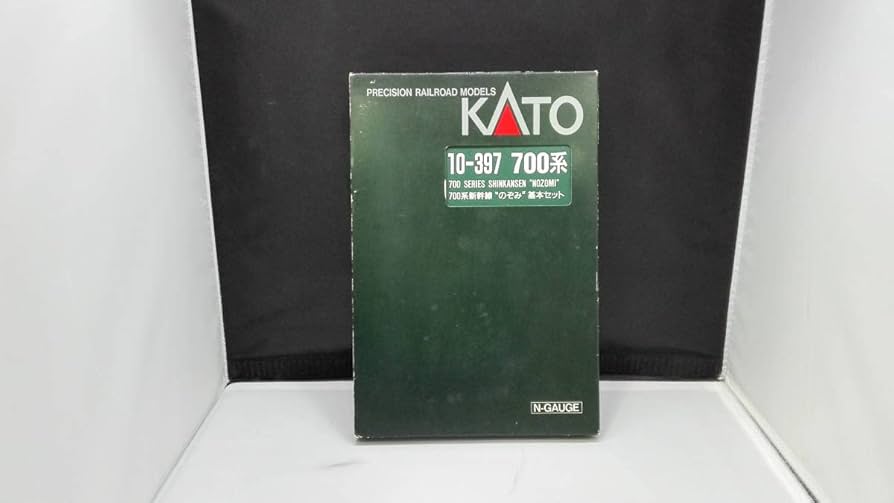 PRECISION RAILROAD MODELS
KATO
10-397 700系
700 SERIES SHINKANSEN "NOZOMI"
700系新幹線 "のぞみ" 基本セット
N-GAUGE